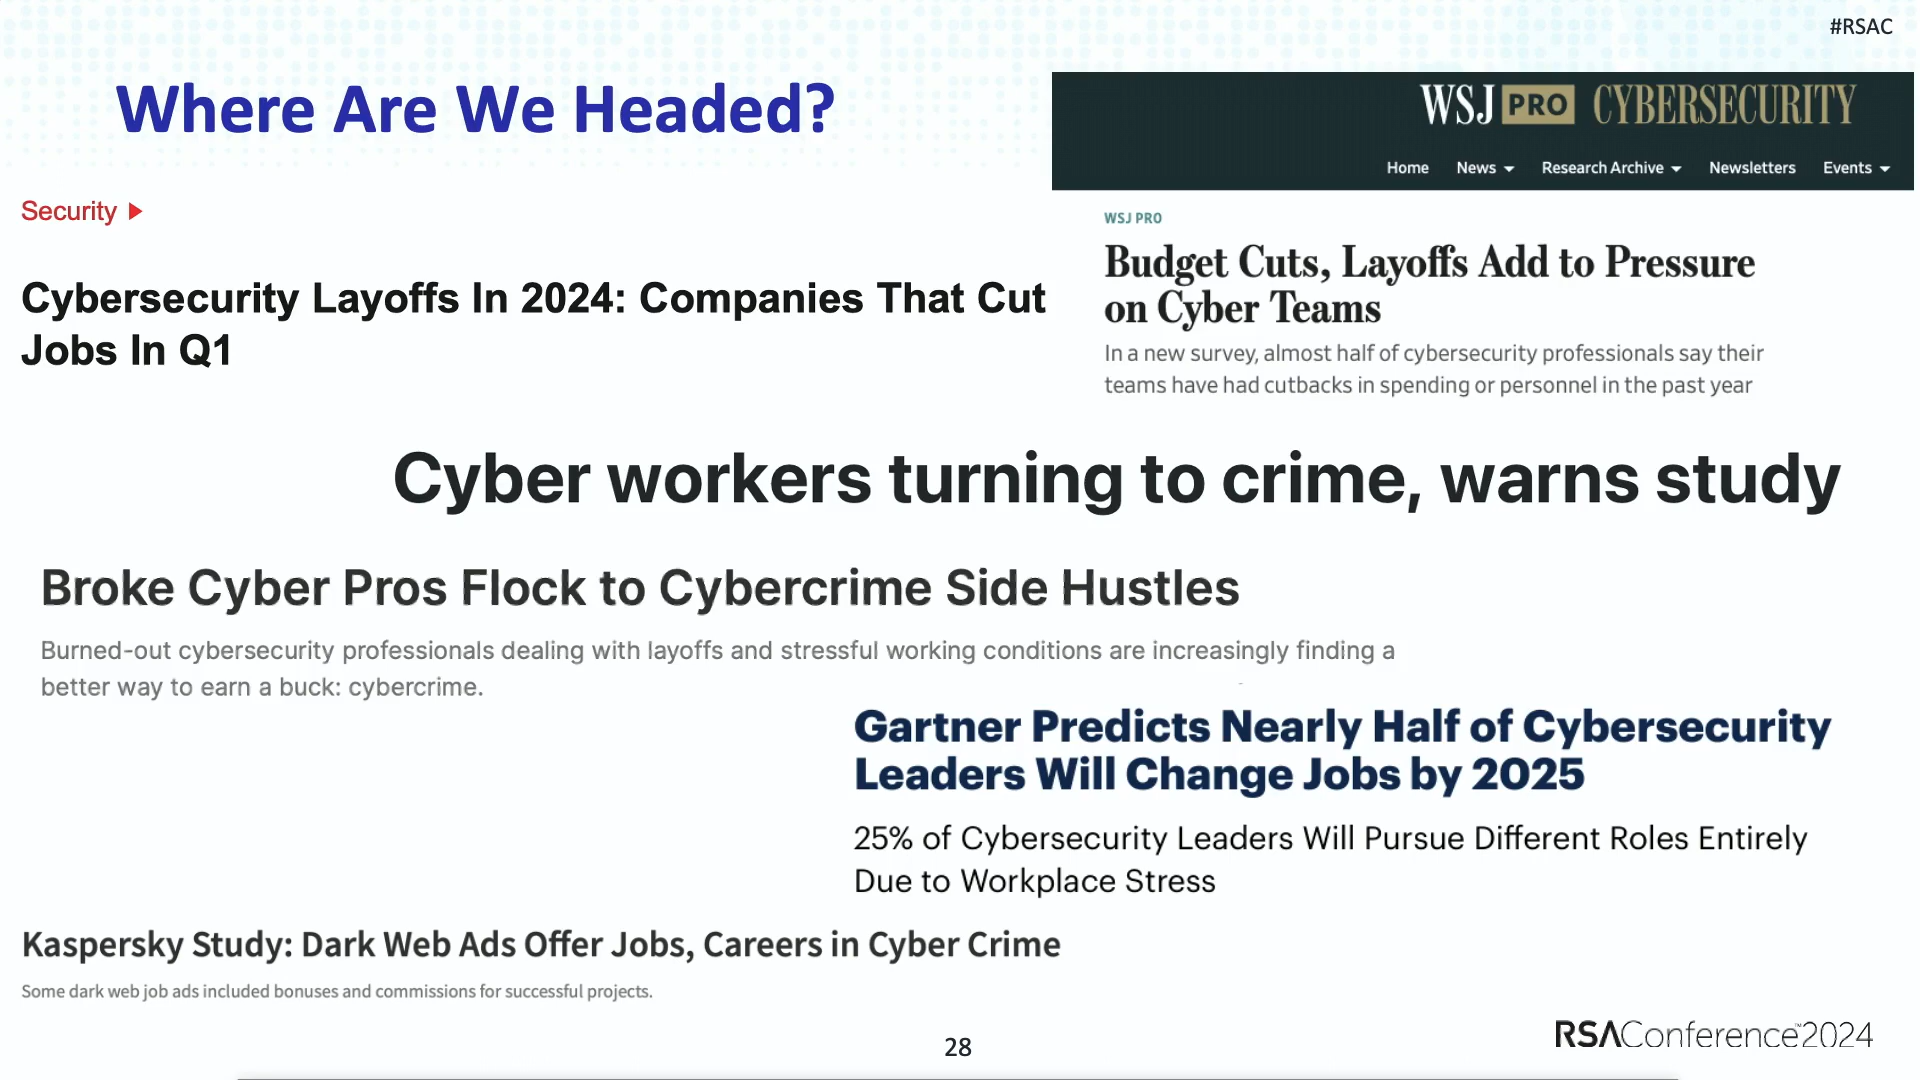 #RSAC
Where Are We Headed?
WSJ PRO CYBERSECURITY
Home News Research Archive Newsletters Events
Security
Cybersecurity Layoffs In 2024: Companies That Cut
Jobs In Q1
WSJ PRO
Budget Cuts, Layoffs Add to Pressure
on Cyber Teams
In a new survey, almost half of cybersecurity professionals say their
teams have had cutbacks in spending or personnel in the past year
Cyber workers turning to crime, warns study
Broke Cyber Pros Flock to Cybercrime Side Hustles
Burned-out cybersecurity professionals dealing with layoffs and stressful working conditions are increasingly finding a
better way to earn a buck: cybercrime.
Gartner Predicts Nearly Half of Cybersecurity
Leaders Will Change Jobs by 2025
25% of Cybersecurity Leaders Will Pursue Different Roles Entirely
Due to Workplace Stress
Kaspersky Study: Dark Web Ads Offer Jobs, Careers in Cyber Crime
Some dark web job ads included bonuses and commissions for successful projects.
28
RSAConference™2024